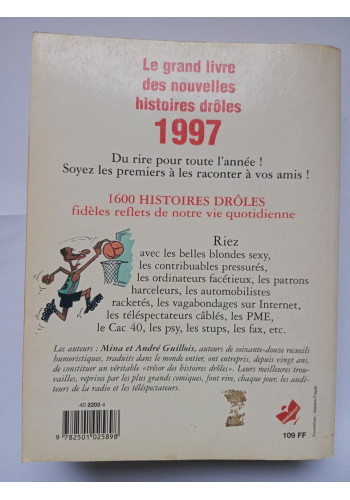 Le grand livre
des nouvelles
histoires drôles
1997
Du rire pour toute l'année !
Soyez les premiers à les raconter à vos amis !
1600 HISTOIRES DRÔLES
fidèles reflets de notre vie quotidienne
Riez
avec les belles blondes sexy,
les contribuables pressurés,
les ordinateurs facétieux, les patrons
harceleurs, les automobilistes
racketés, les vagabondages sur Internet,
les téléspectateurs câblés, les PME,
le Cac 40, les psy, les stups, les fax, etc.
Les auteurs : Mina et André Guillois, auteurs de soixante-douze recueils
humoristiques, traduits dans le monde entier, ont entrepris, depuis vingt ans,
de constituer un véritable «trésor des histoires drôles». Leurs meilleures trou-
vailles, reprises par les plus grands comiques, font rire, chaque jour, les audi-
teurs de la radio et les téléspectateurs.
40 2203 4
9 782501 025898
109 FF